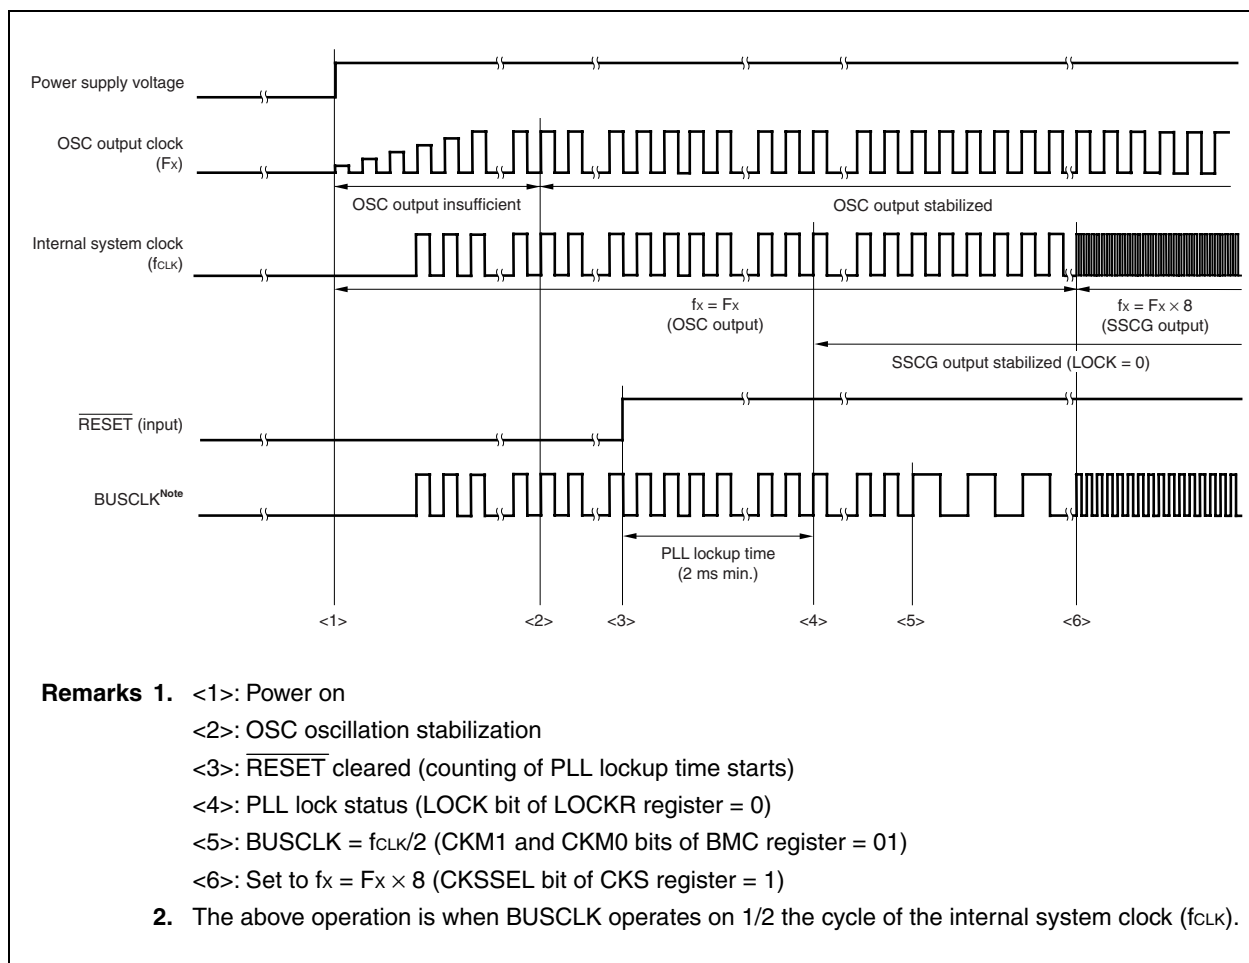 Power supply voltage
OSC output clock
(Fx)
OSC output insufficient
OSC output stabilized
Internal system clock
(fCLK)
fx = Fx
(OSC output)
fx = Fx × 8
(SSCG output)
SSCG output stabilized (LOCK = 0)
RESET (input)
BUSCLKNote
PLL lockup time
(2 ms min.)
<1> <2> <3> <4> <5> <6>
Remarks 1. <1>: Power on
<2>: OSC oscillation stabilization
<3>: RESET cleared (counting of PLL lockup time starts)
<4>: PLL lock status (LOCK bit of LOCKR register = 0)
<5>: BUSCLK = fCLK/2 (CKM1 and CKM0 bits of BMC register = 01)
<6>: Set to fx = Fx × 8 (CKSSEL bit of CKS register = 1)
2. The above operation is when BUSCLK operates on 1/2 the cycle of the internal system clock (fCLK).